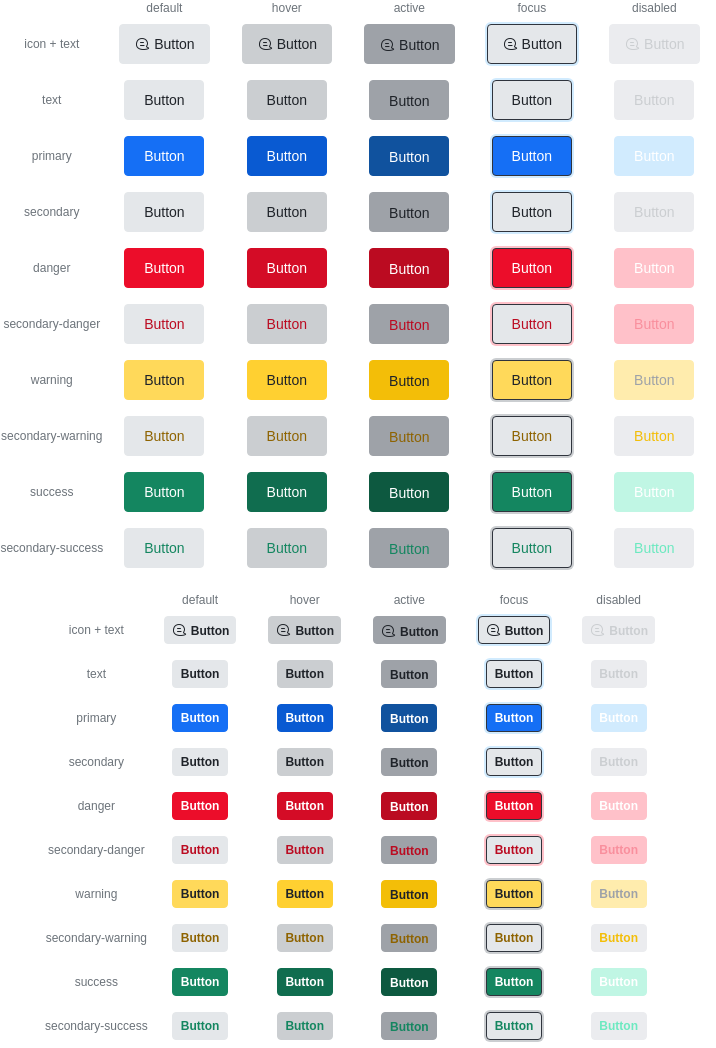 default hover active focus disabled
icon + text Button Button Button Button Button
text Button Button Button Button Button
primary Button Button Button Button Button
secondary Button Button Button Button Button
danger Button Button Button Button Button
secondary-danger Button Button Button Button Button
warning Button Button Button Button Button
secondary-warning Button Button Button Button Button
success Button Button Button Button Button
secondary-success Button Button Button Button Button
default hover active focus disabled
icon + text Button Button Button Button Button
text Button Button Button Button Button
primary Button Button Button Button Button
secondary Button Button Button Button Button
danger Button Button Button Button Button
secondary-danger Button Button Button Button Button
warning Button Button Button Button Button
secondary-warning Button Button Button Button Button
success Button Button Button Button Button
secondary-success Button Button Button Button Button